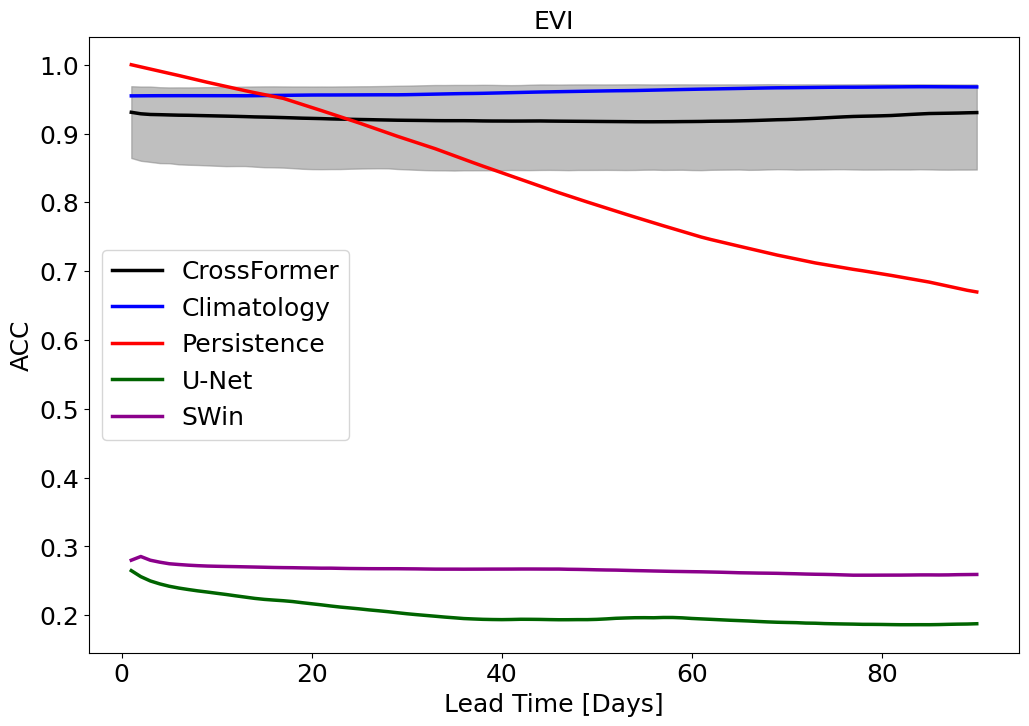 EVI
ACC
1.0
0.9
0.8
0.7
0.6
0.5
0.4
0.3
0.2
CrossFormer
Climatology
Persistence
U-Net
SWin
0 20 40 60 80
Lead Time [Days]